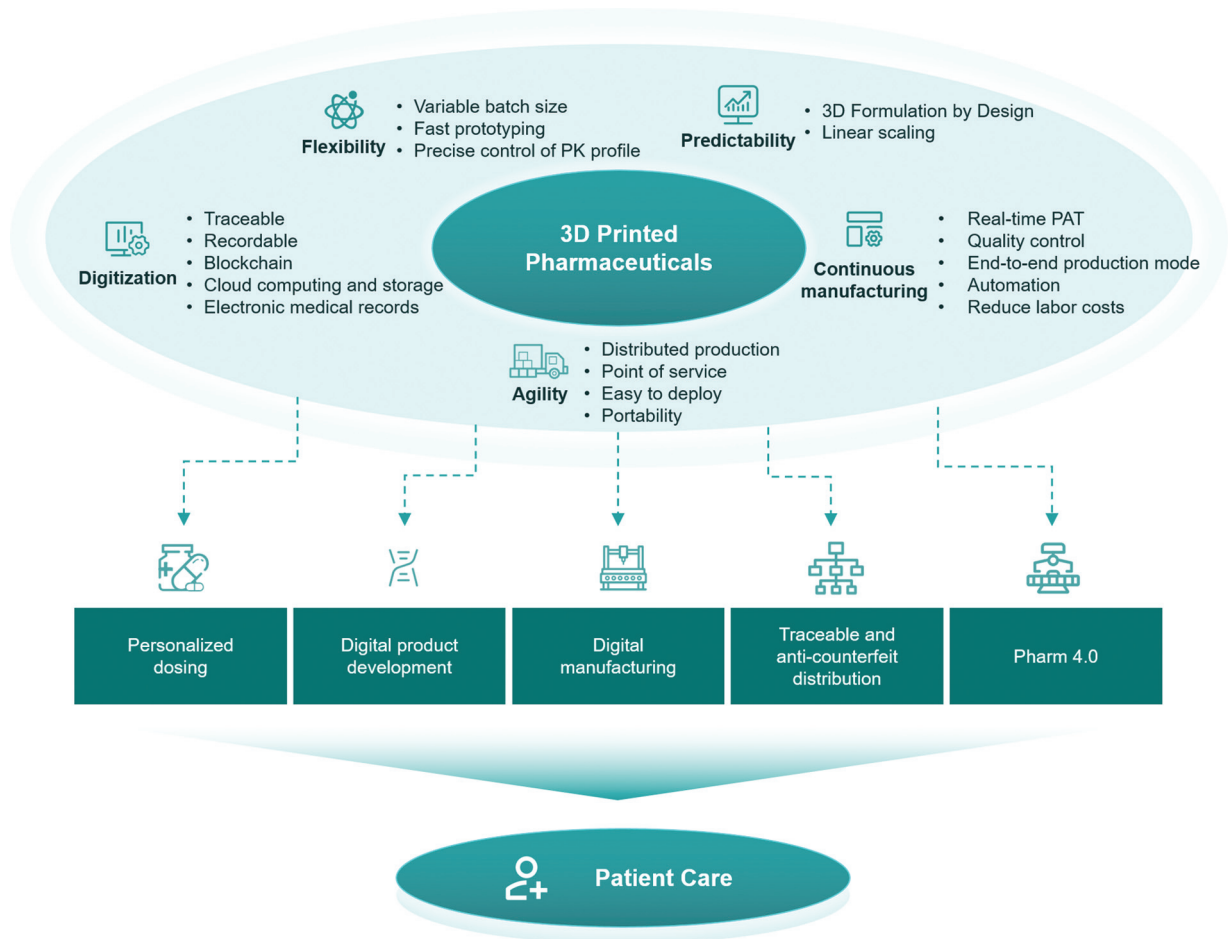 Flexibility
• Variable batch size
• Fast prototyping
• Precise control of PK profile
Predictability
• 3D Formulation by Design
• Linear scaling
Digitization
• Traceable
• Recordable
• Blockchain
• Cloud computing and storage
• Electronic medical records
3D Printed
Pharmaceuticals
Continuous
manufacturing
• Real-time PAT
• Quality control
• End-to-end production mode
• Automation
• Reduce labor costs
Agility
• Distributed production
• Point of service
• Easy to deploy
• Portability
Personalized
dosing
Digital product
development
Digital
manufacturing
Traceable and
anti-counterfeit
distribution
Pharm 4.0
Patient Care